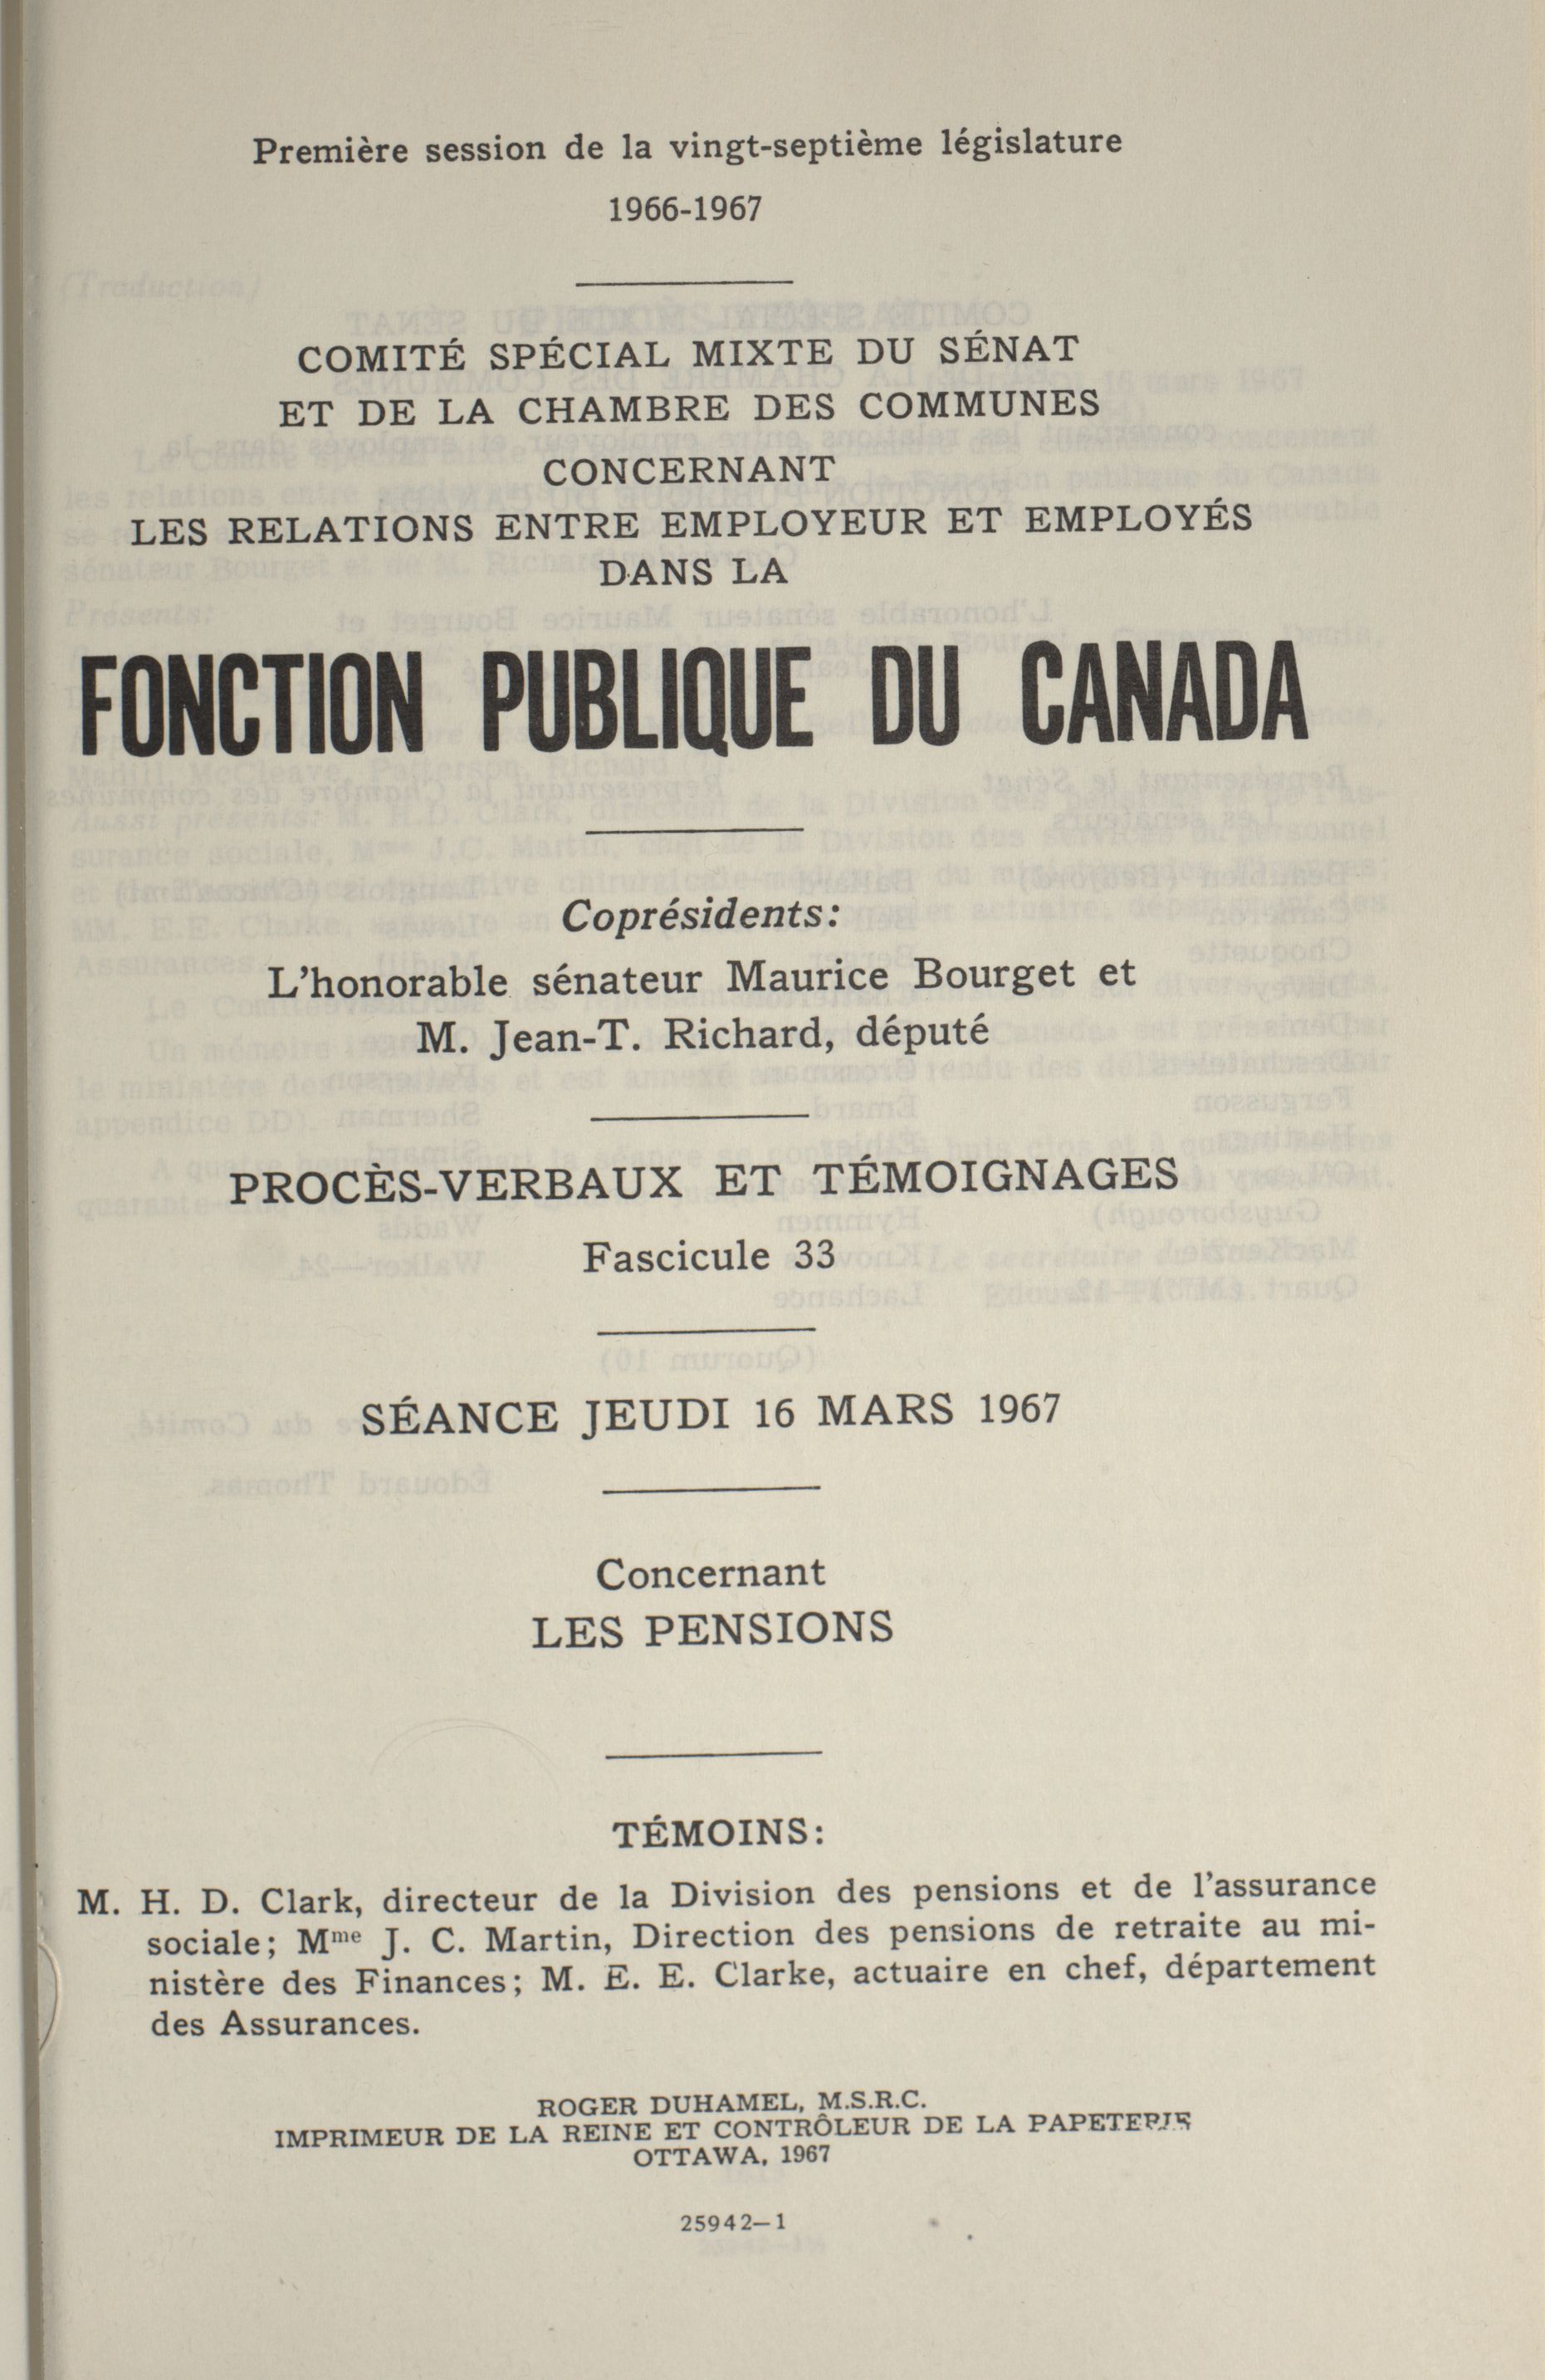 Première session de la vingt-septième législature
1966-1967
COMITÉ SPÉCIAL MIXTE DU SÉNAT
ET DE LA CHAMBRE DES COMMUNES
CONCERNANT
LES RELATIONS ENTRE EMPLOYEUR ET EMPLOYÉS
DANS LA
FONCTION PUBLIQUE DU CANADA
Coprésidents:
L'honorable sénateur Maurice Bourget et
M. Jean-T. Richard, député
PROCÈS-VERBAUX ET TÉMOIGNAGES
Fascicule 33
SÉANCE JEUDI 16 MARS 1967
Concernant
LES PENSIONS
TÉMOINS:
M. H. D. Clark, directeur de la Division des pensions et de l'assurance
sociale; Mme J. C. Martin, Direction des pensions de retraite au mi-
nistère des Finances; M. E. E. Clarke, actuaire en chef, département
des Assurances.
ROGER DUHAMEL, M.S.R.C.
IMPRIMEUR DE LA REINE ET CONTRÔLEUR DE LA PAPETERIE
OTTAWA, 1967
25942—1